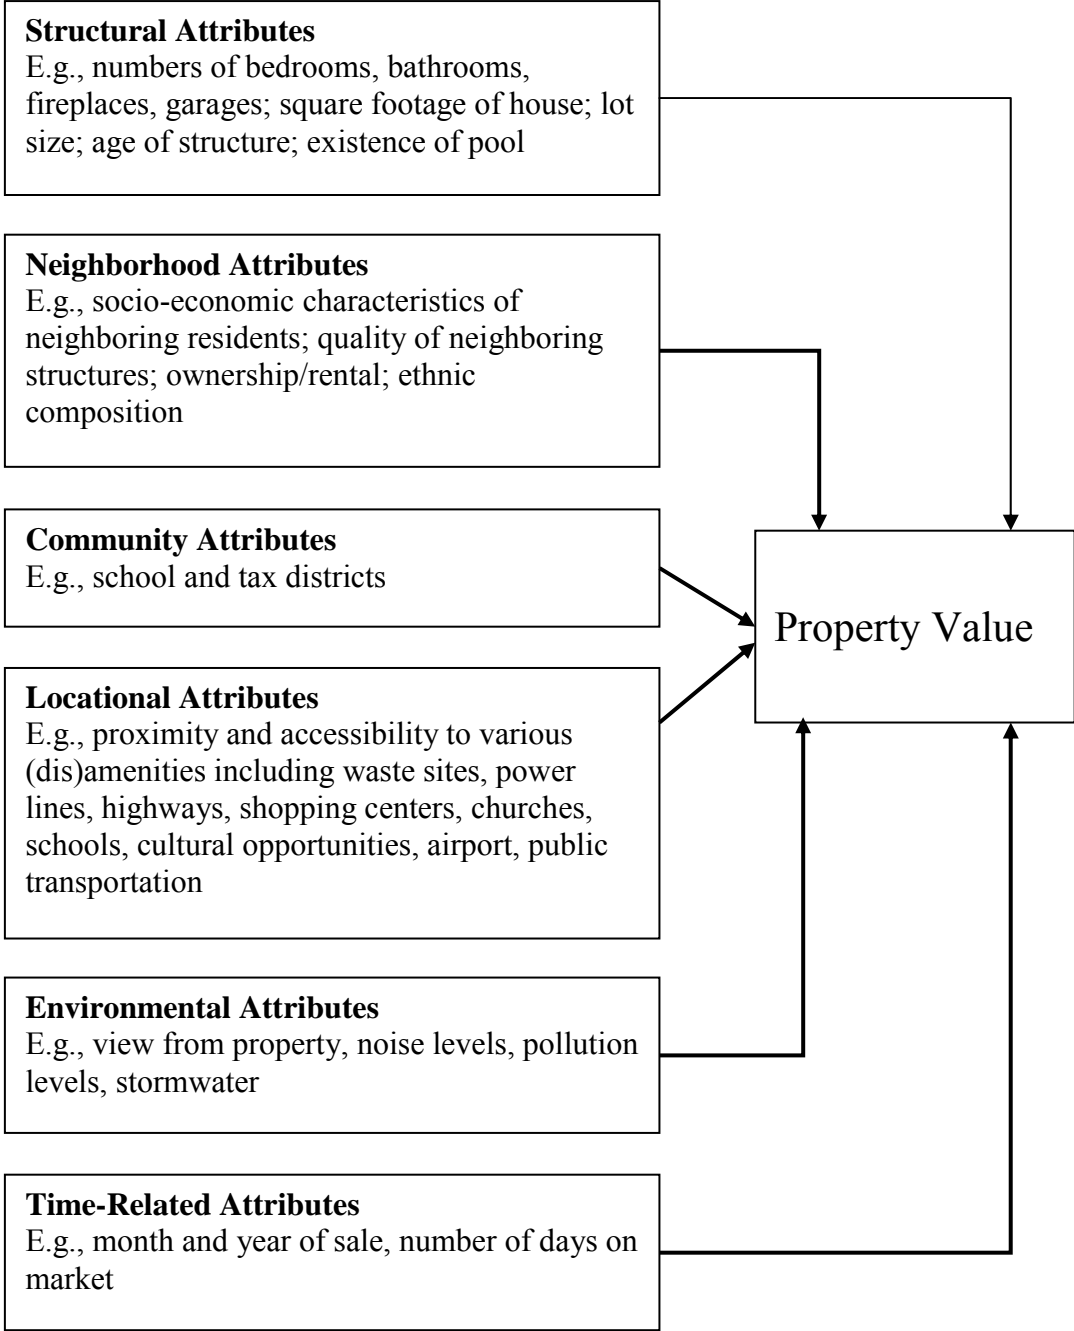 Structural Attributes
E.g., numbers of bedrooms, bathrooms,
fireplaces, garages; square footage of house; lot
size; age of structure; existence of pool
Neighborhood Attributes
E.g., socio-economic characteristics of
neighboring residents; quality of neighboring
structures; ownership/rental; ethnic
composition
Community Attributes
E.g., school and tax districts
Property Value
Locational Attributes
E.g., proximity and accessibility to various
(dis)amenities including waste sites, power
lines, highways, shopping centers, churches,
schools, cultural opportunities, airport, public
transportation
Environmental Attributes
E.g., view from property, noise levels, pollution
levels, stormwater
Time-Related Attributes
E.g., month and year of sale, number of days on
market